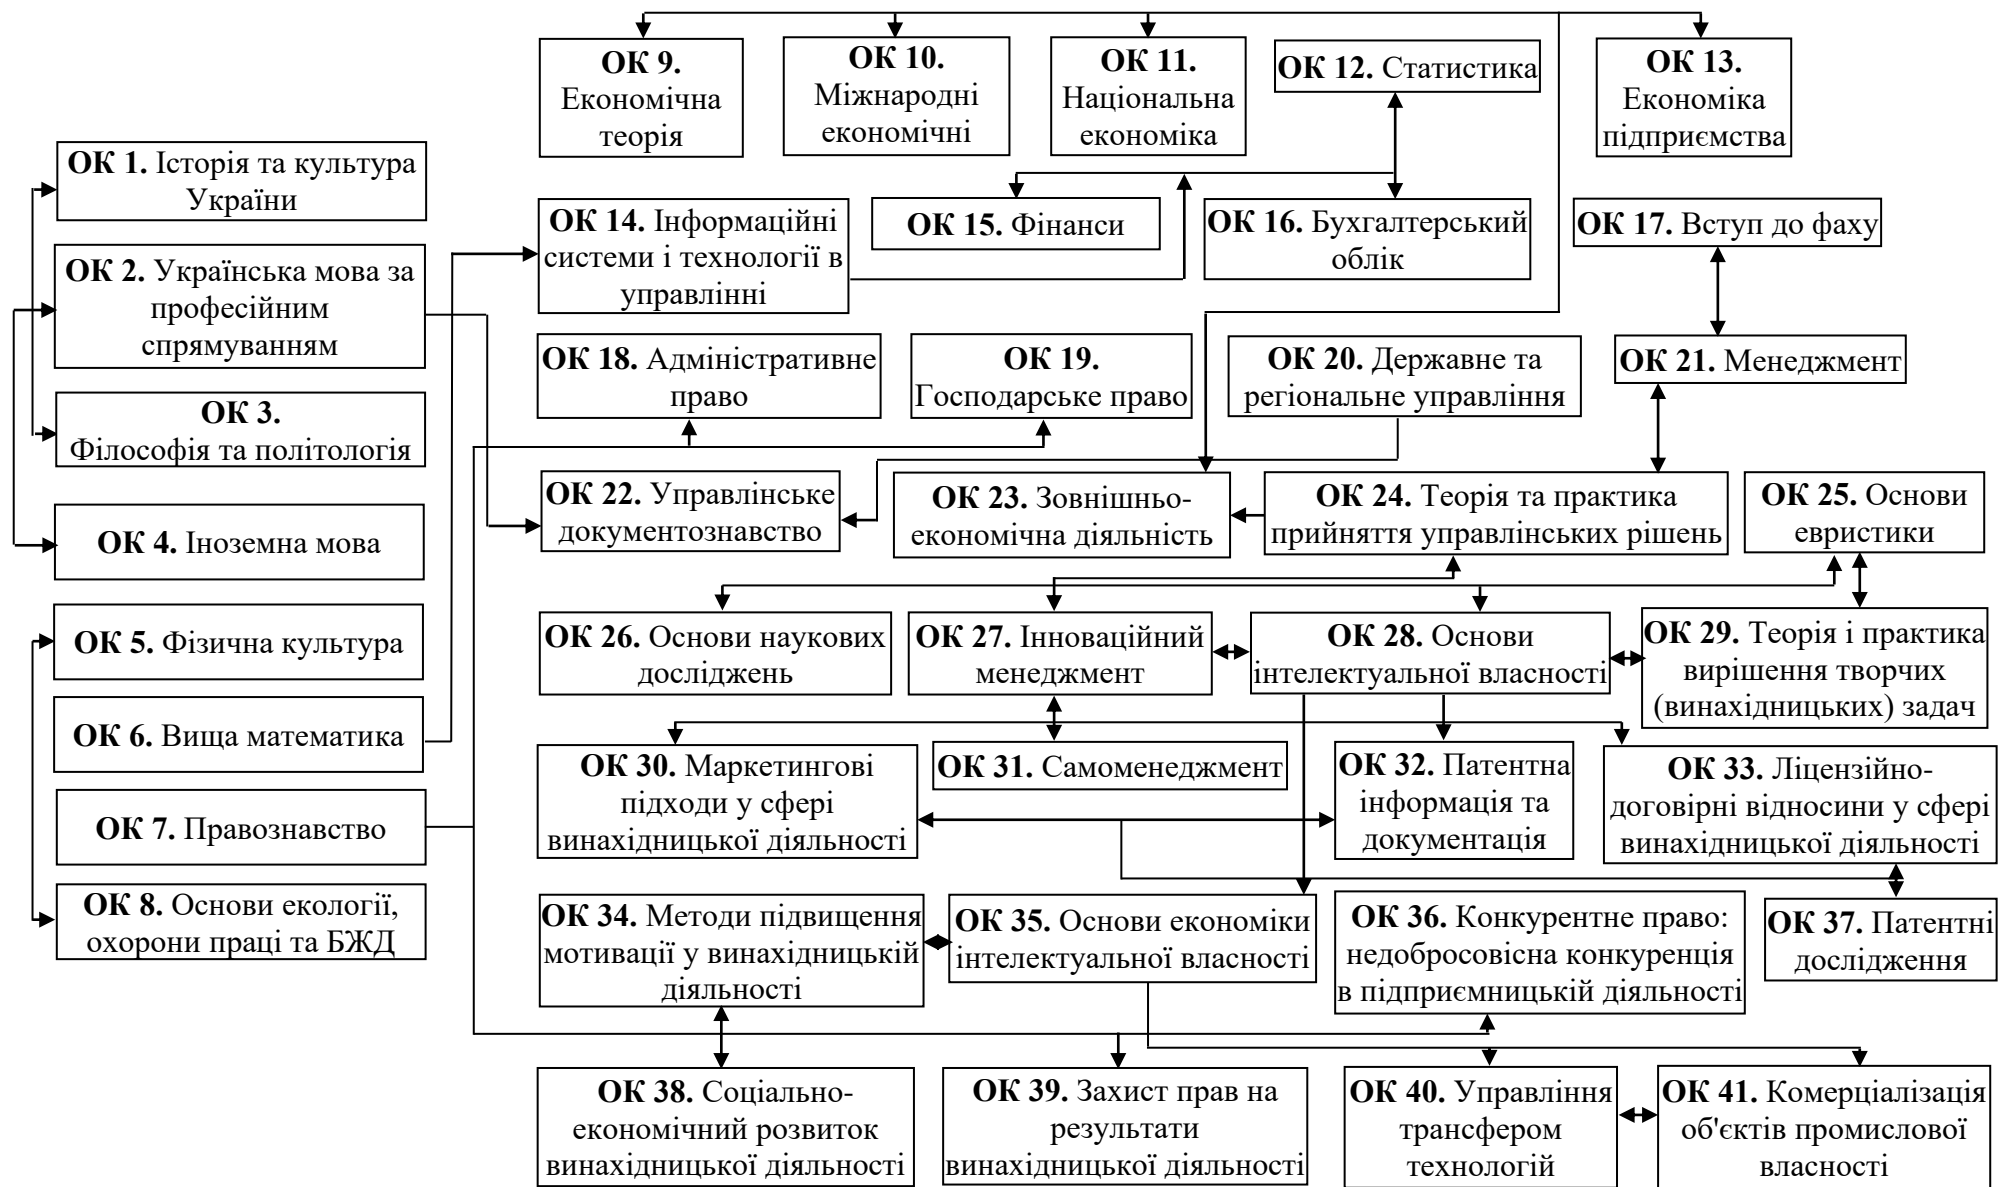 ОК 9.
Економічна
теорія
ОК 10.
Міжнародні
економічні
ОК 11.
Національна
економіка
ОК 12. Статистика
ОК 13.
Економіка
підприємства
ОК 1. Історія та культура
України
ОК 2. Українська мова за
професійним
спрямуванням
ОК 3.
Філософія та політологія
ОК 4. Іноземна мова
ОК 5. Фізична культура
ОК 6. Вища математика
ОК 7. Правознавство
ОК 8. Основи екології,
охорони праці та БЖД
ОК 14. Інформаційні
системи і технології в
управлінні
ОК 15. Фінанси
ОК 16. Бухгалтерський
облік
ОК 17. Вступ до фаху
ОК 18. Адміністративне
право
ОК 19.
Господарське право
ОК 20. Державне та
регіональне управління
ОК 21. Менеджмент
ОК 22. Управлінське
документознавство
ОК 23. Зовнішньо-
економічна діяльність
ОК 24. Теорія та практика
прийняття управлінських рішень
ОК 25. Основи
евристики
ОК 26. Основи наукових
досліджень
ОК 27. Інноваційний
менеджмент
ОК 28. Основи
інтелектуальної власності
ОК 29. Теорія і практика
вирішення творчих
(винахідницьких) задач
ОК 30. Маркетингові
підходи у сфері
винахідницької діяльності
ОК 31. Самоменеджмент
ОК 32. Патентна
інформація та
документація
ОК 33. Ліцензійно-
договірні відносини у сфері
винахідницької діяльності
ОК 34. Методи підвищення
мотивації у винахідницькій
діяльності
ОК 35. Основи економіки
інтелектуальної власності
ОК 36. Конкурентне право:
недобросовісна конкуренція
в підприємницькій діяльності
ОК 37. Патентні
дослідження
ОК 38. Соціально-
економічний розвиток
винахідницької діяльності
ОК 39. Захист прав на
результати
винахідницької діяльності
ОК 40. Управління
трансфером
технологій
ОК 41. Комерціалізація
об'єктів промислової
власності